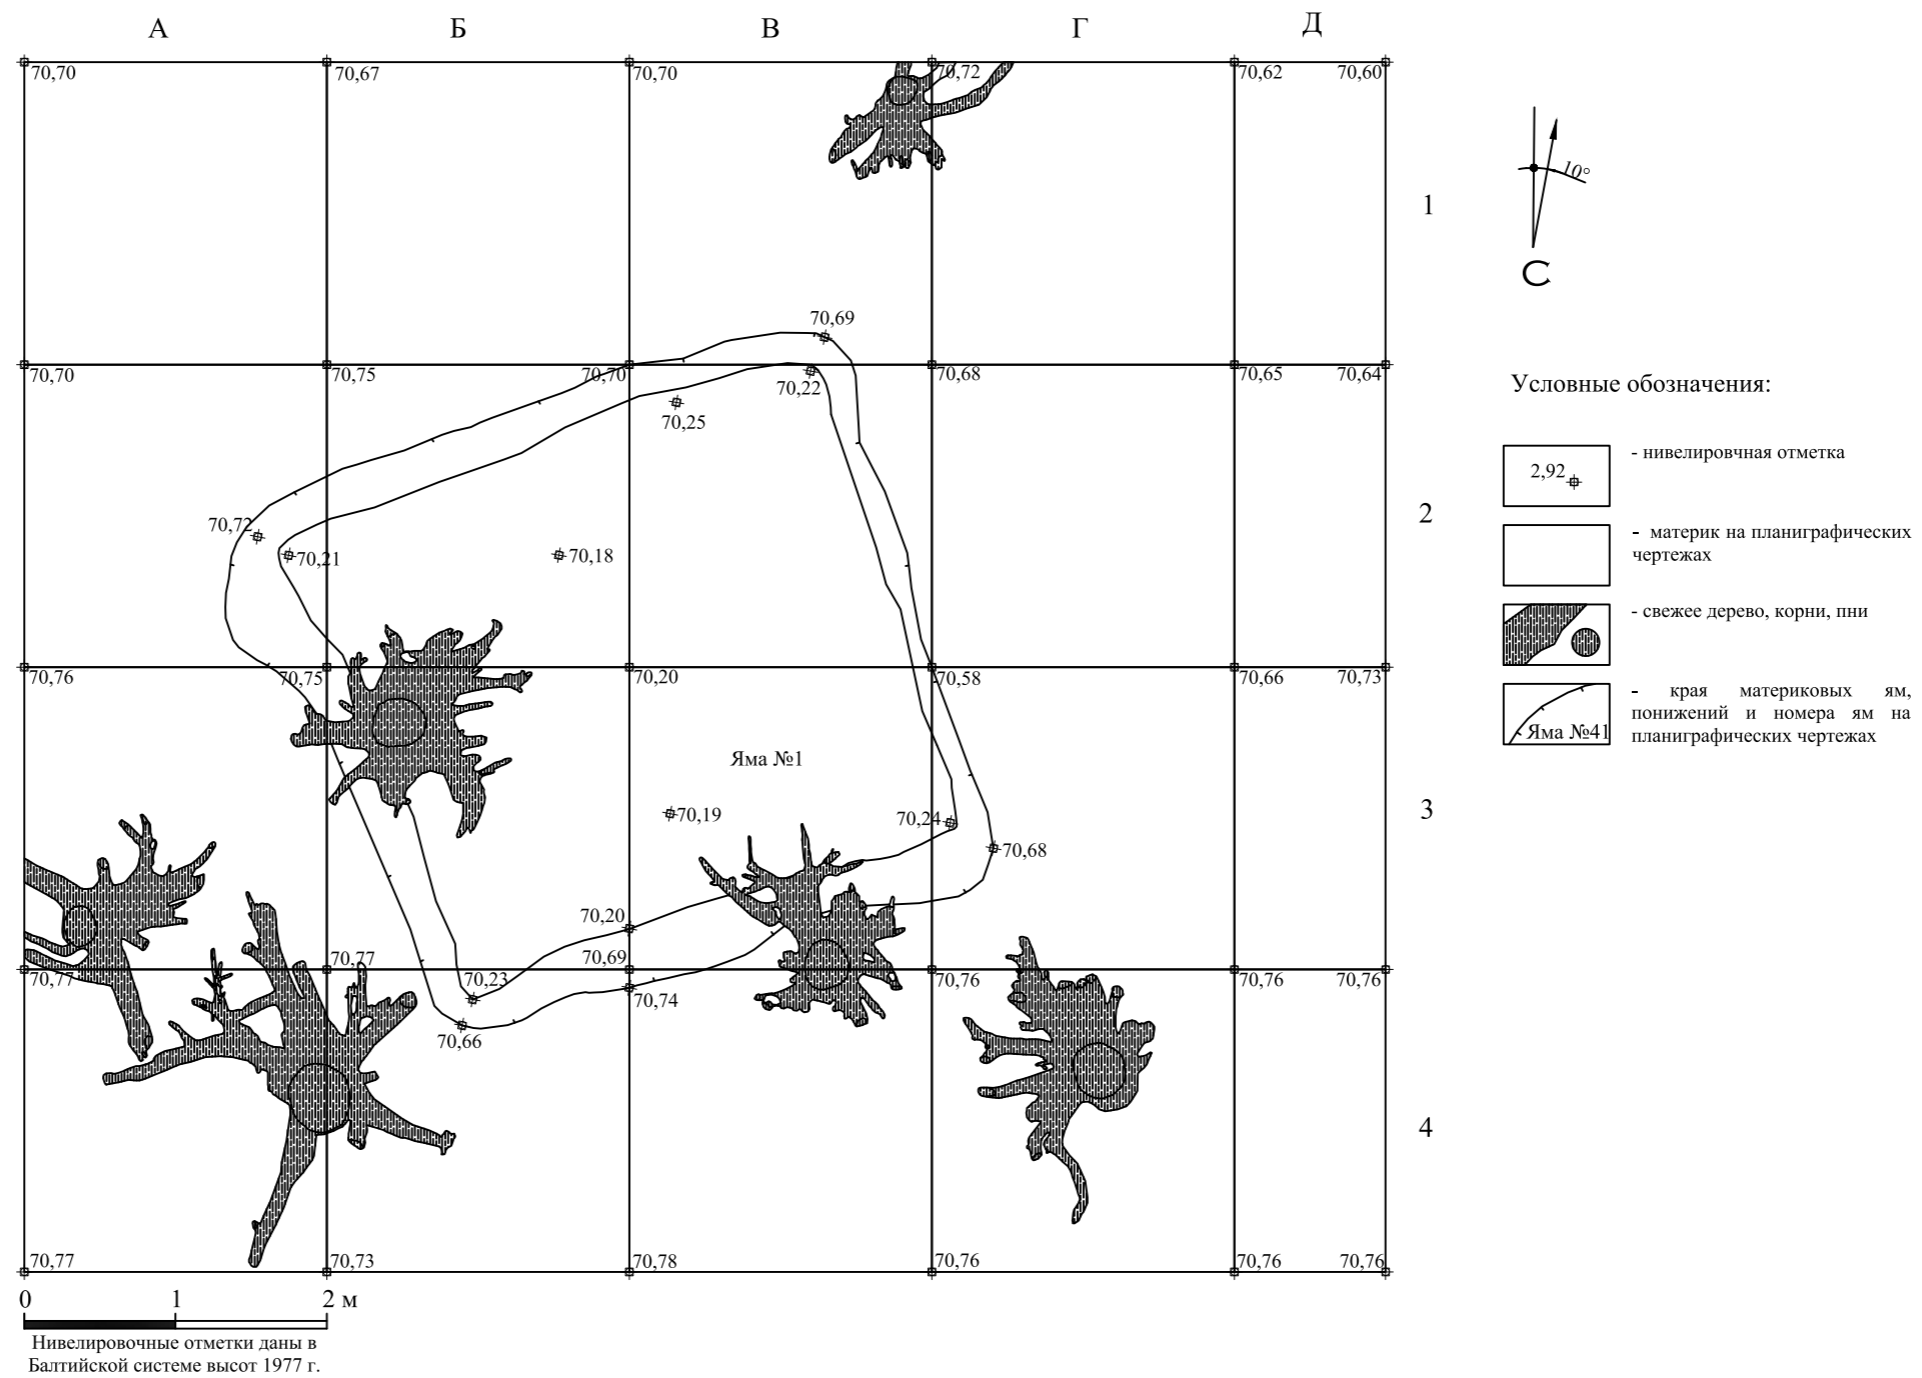 А Б В Г Д
70,70 70,67 70,70 70,72 70,62 70,60
10°
1
С
70,69
70,70 70,75 70,70 70,68 70,65 70,64
70,22
70,25
Условные обозначения:
2,92
- нивелировчная отметка
2
70,72
70,21 70,18
- материк на планиграфических
чертежах
- свежее дерево, корни, пни
70,76 70,75 70,20 70,58 70,66 70,73
- края материковых ям,
понижений и номера ям на
планиграфических чертежах
Яма №41
Яма №1
3
70,19 70,24
70,68
70,20
70,77 70,77 70,69 70,76 70,76 70,76
70,23
70,74
70,66
4
70,77 70,73 70,78 70,76 70,76 70,76
0 1 2 м
Нивелировочные отметки даны в
Балтийской системе высот 1977 г.